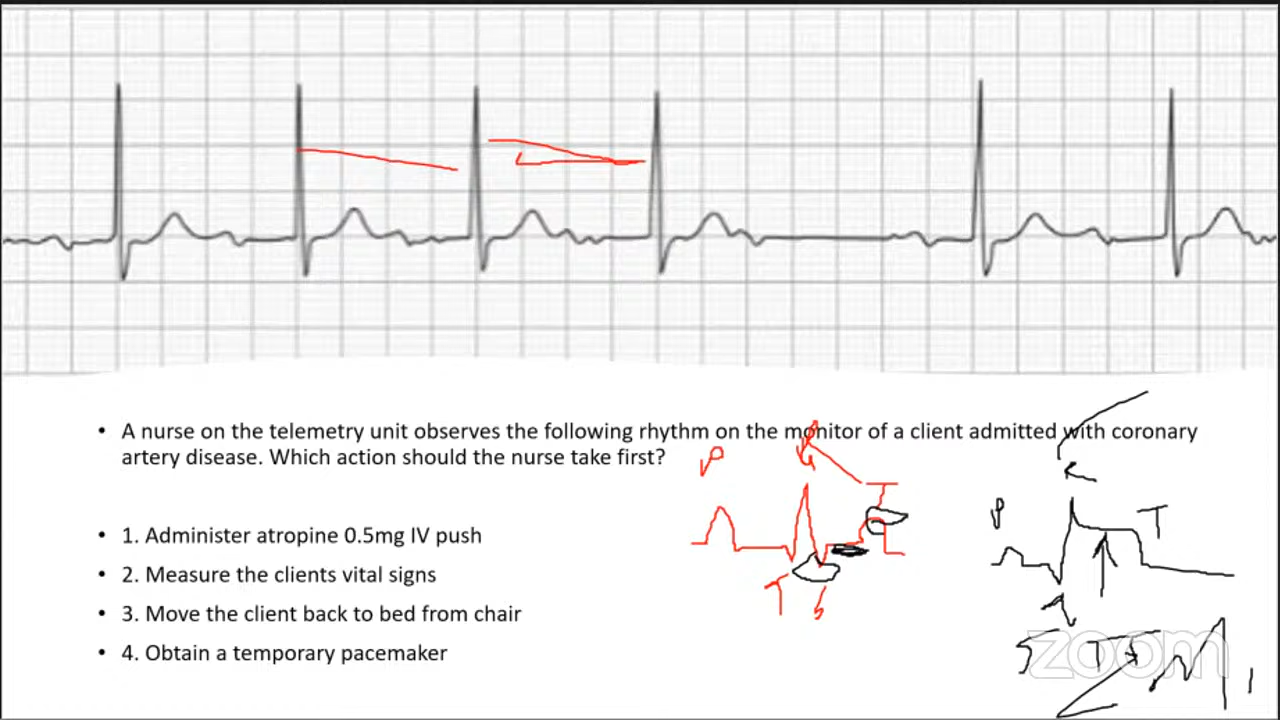 • A nurse on the telemetry unit observes the following rhythm on the monitor of a client admitted with coronary
artery disease. Which action should the nurse take first?
• 1. Administer atropine 0.5mg IV push
• 2. Measure the clients vital signs
• 3. Move the client back to bed from chair
• 4. Obtain a temporary pacemaker
P
T
S
P
T
zoom